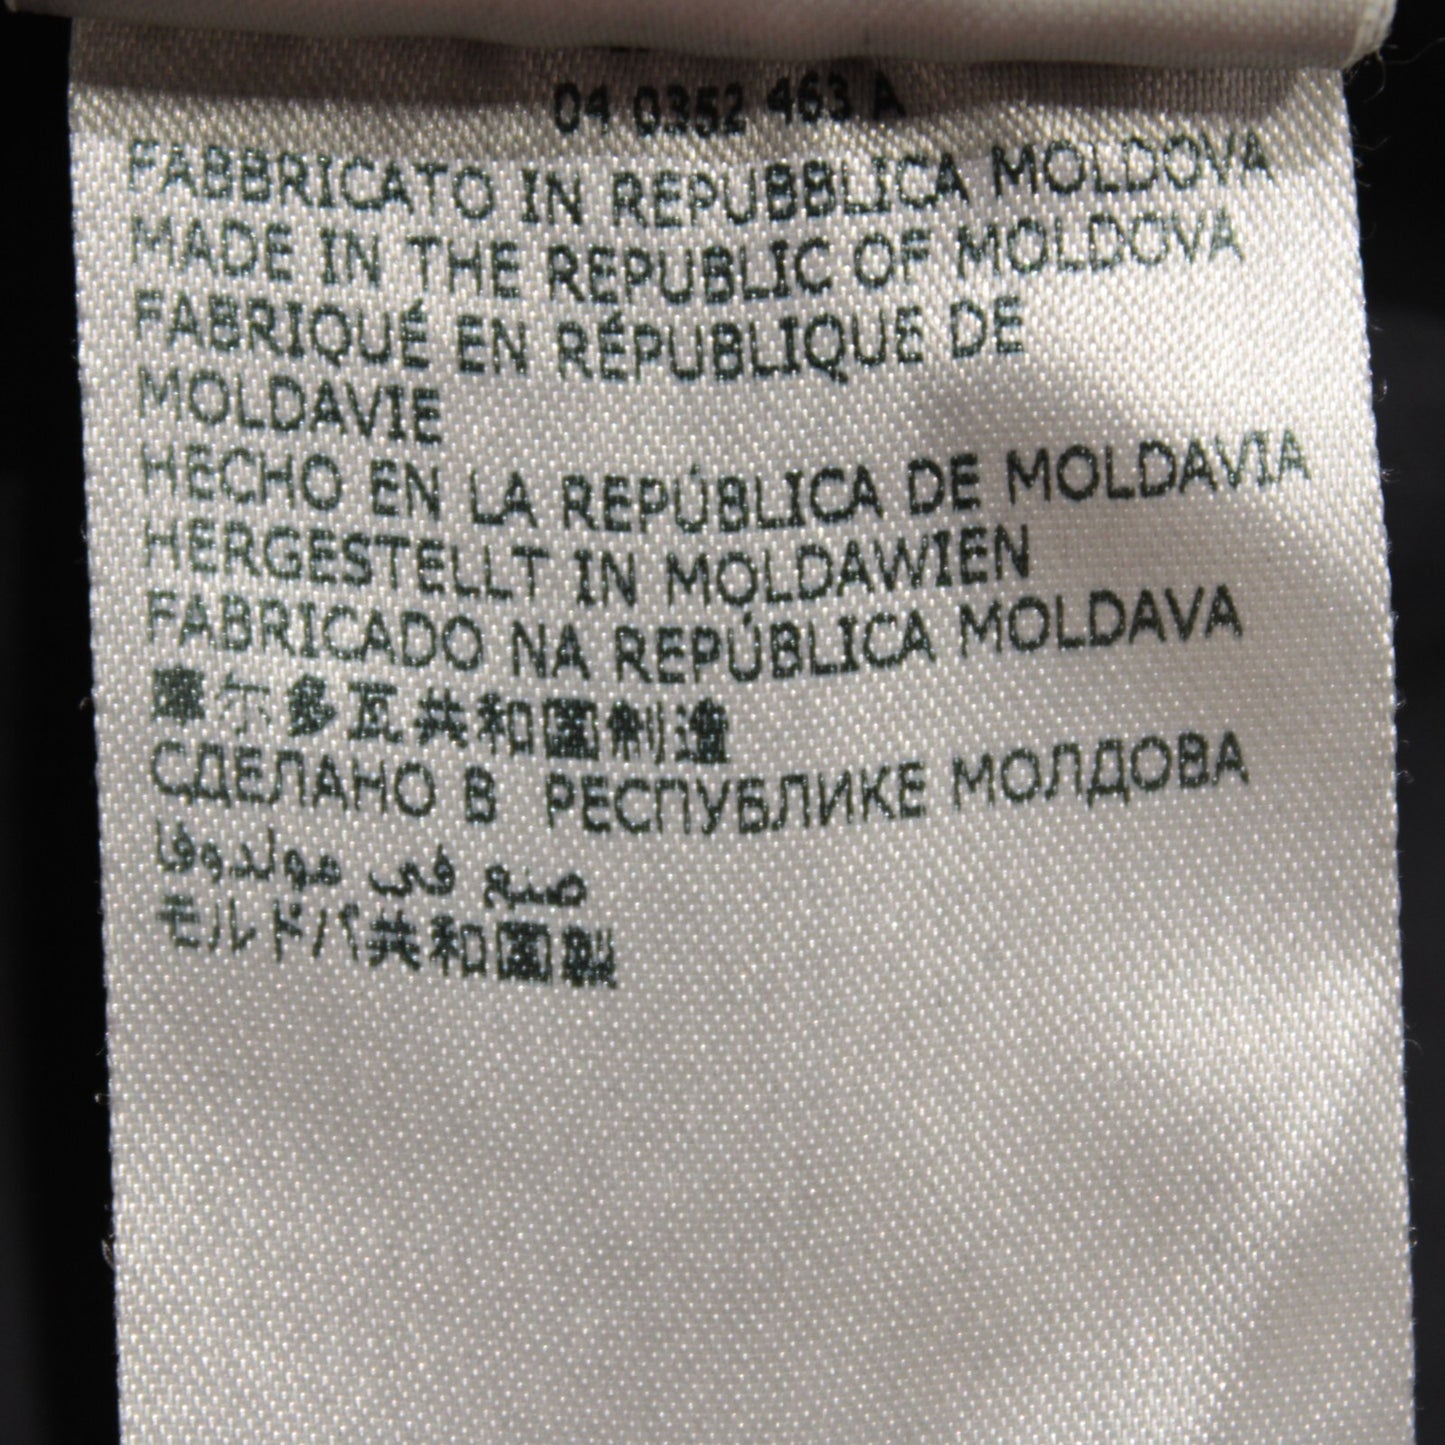 04 0352 463 A
FABBRICATO IN REPUBBLICA MOLDOVA
MADE IN THE REPUBLIC OF MOLDOVA
FABRIQUÉ EN RÉPUBLIQUE DE
MOLDAVIE
HECHO EN LA REPÚBLICA DE MOLDAVIA
HERGESTELLT IN MOLDAWIEN
FABRICADO NA REPÚBLICA MOLDAVA
摩尔多瓦共和國制造
СДЕЛАНО В РЕСПУБЛИКЕ МОЛДОВА
صنع في مولدوفا
モルドバ共和国製